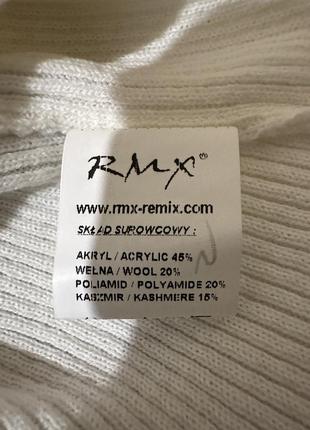 RMX®
www.rmx-remix.com
SKŁAD SUROWCOWY :
AKRYL / ACRYLIC 45%
WEŁNA / WOOL 20%
POLIAMID / POLYAMIDE 20%
KASZMIR / KASHMERE 15%